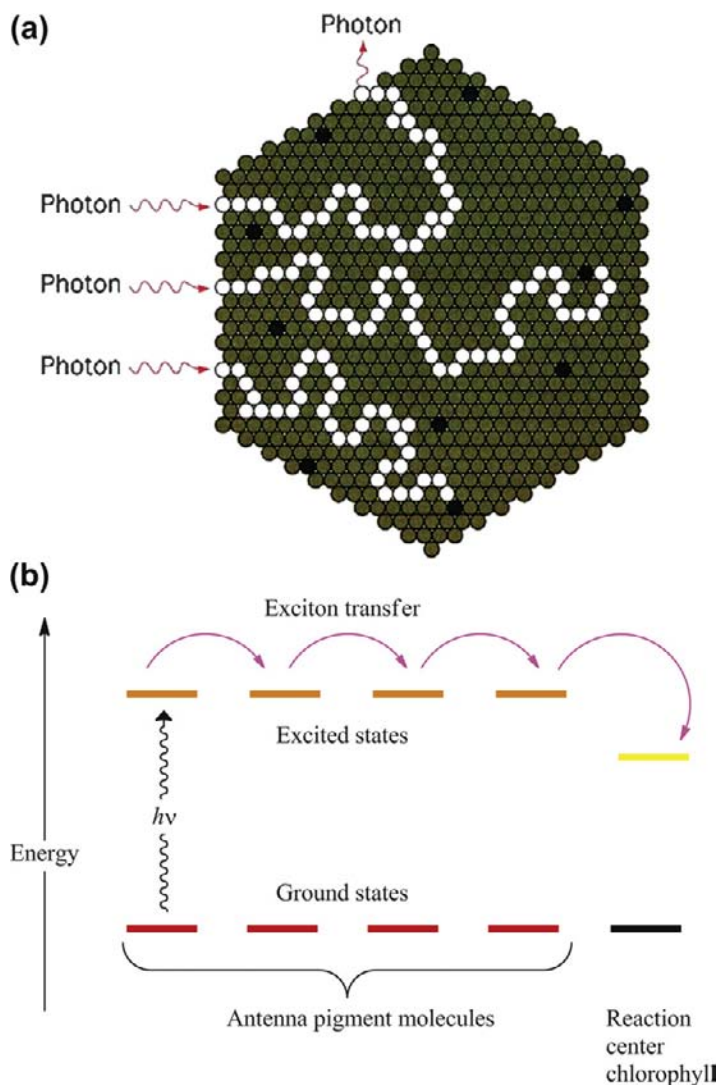 (a)
Photon
Photon
Photon
Photon
(b)
Exciton transfer
Excited states
hν
Energy
Ground states
Antenna pigment molecules
Reaction
center
chlorophyll